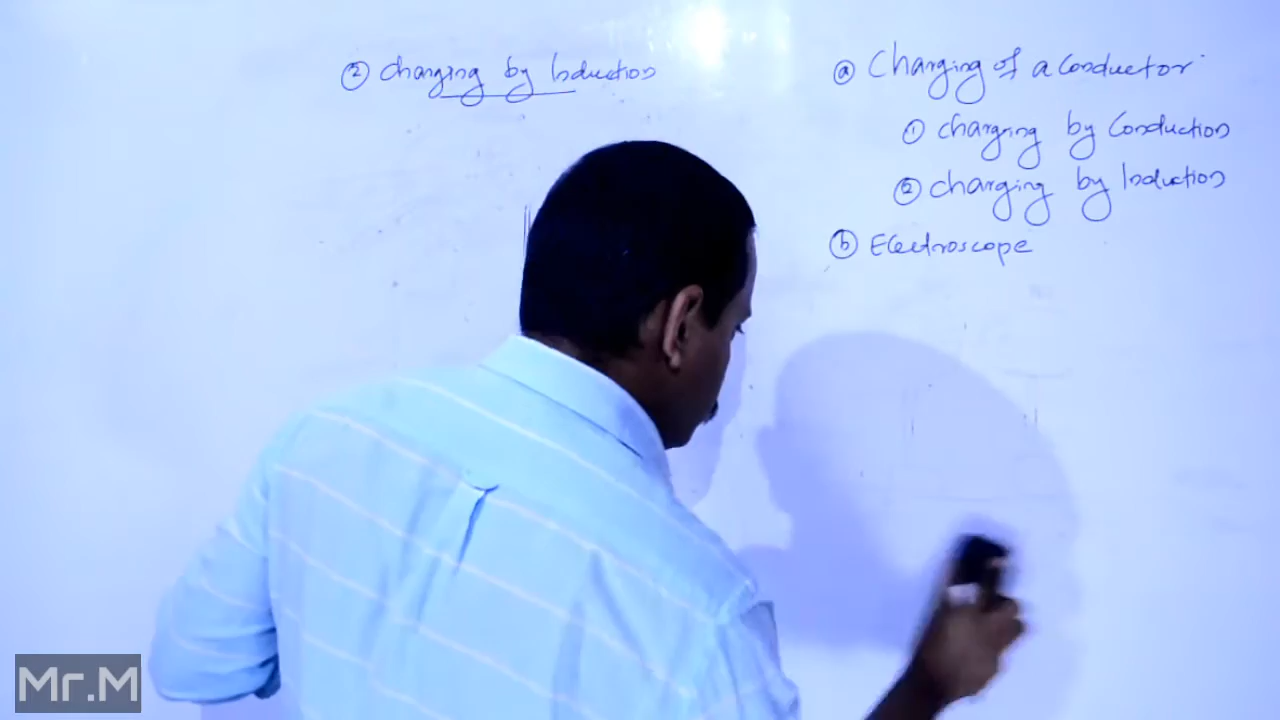 ② Charging by Induction
ⓐ Charging of a Conductor
① Charging by Conduction
② Charging by Induction
ⓑ Electroscope
Mr.M